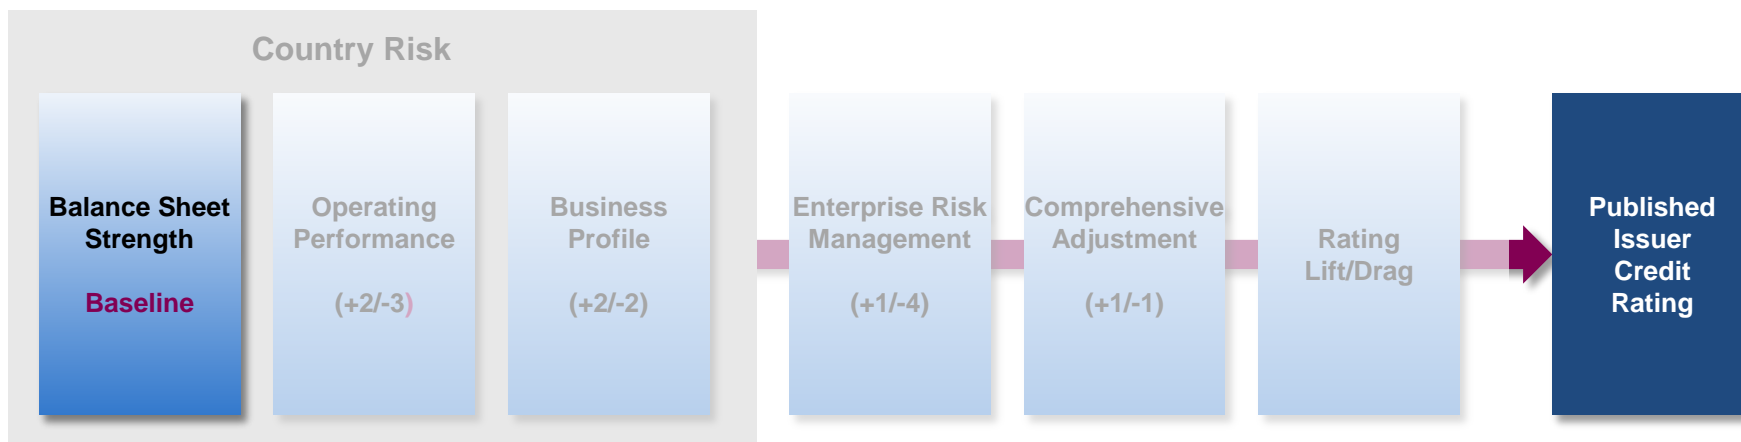 Country Risk
Balance Sheet
Strength
Baseline
Operating
Performance
(+2/-3)
Business
Profile
(+2/-2)
Enterprise Risk
Management
(+1/-4)
Comprehensive
Adjustment
(+1/-1)
Rating
Lift/Drag
Published
Issuer
Credit
Rating